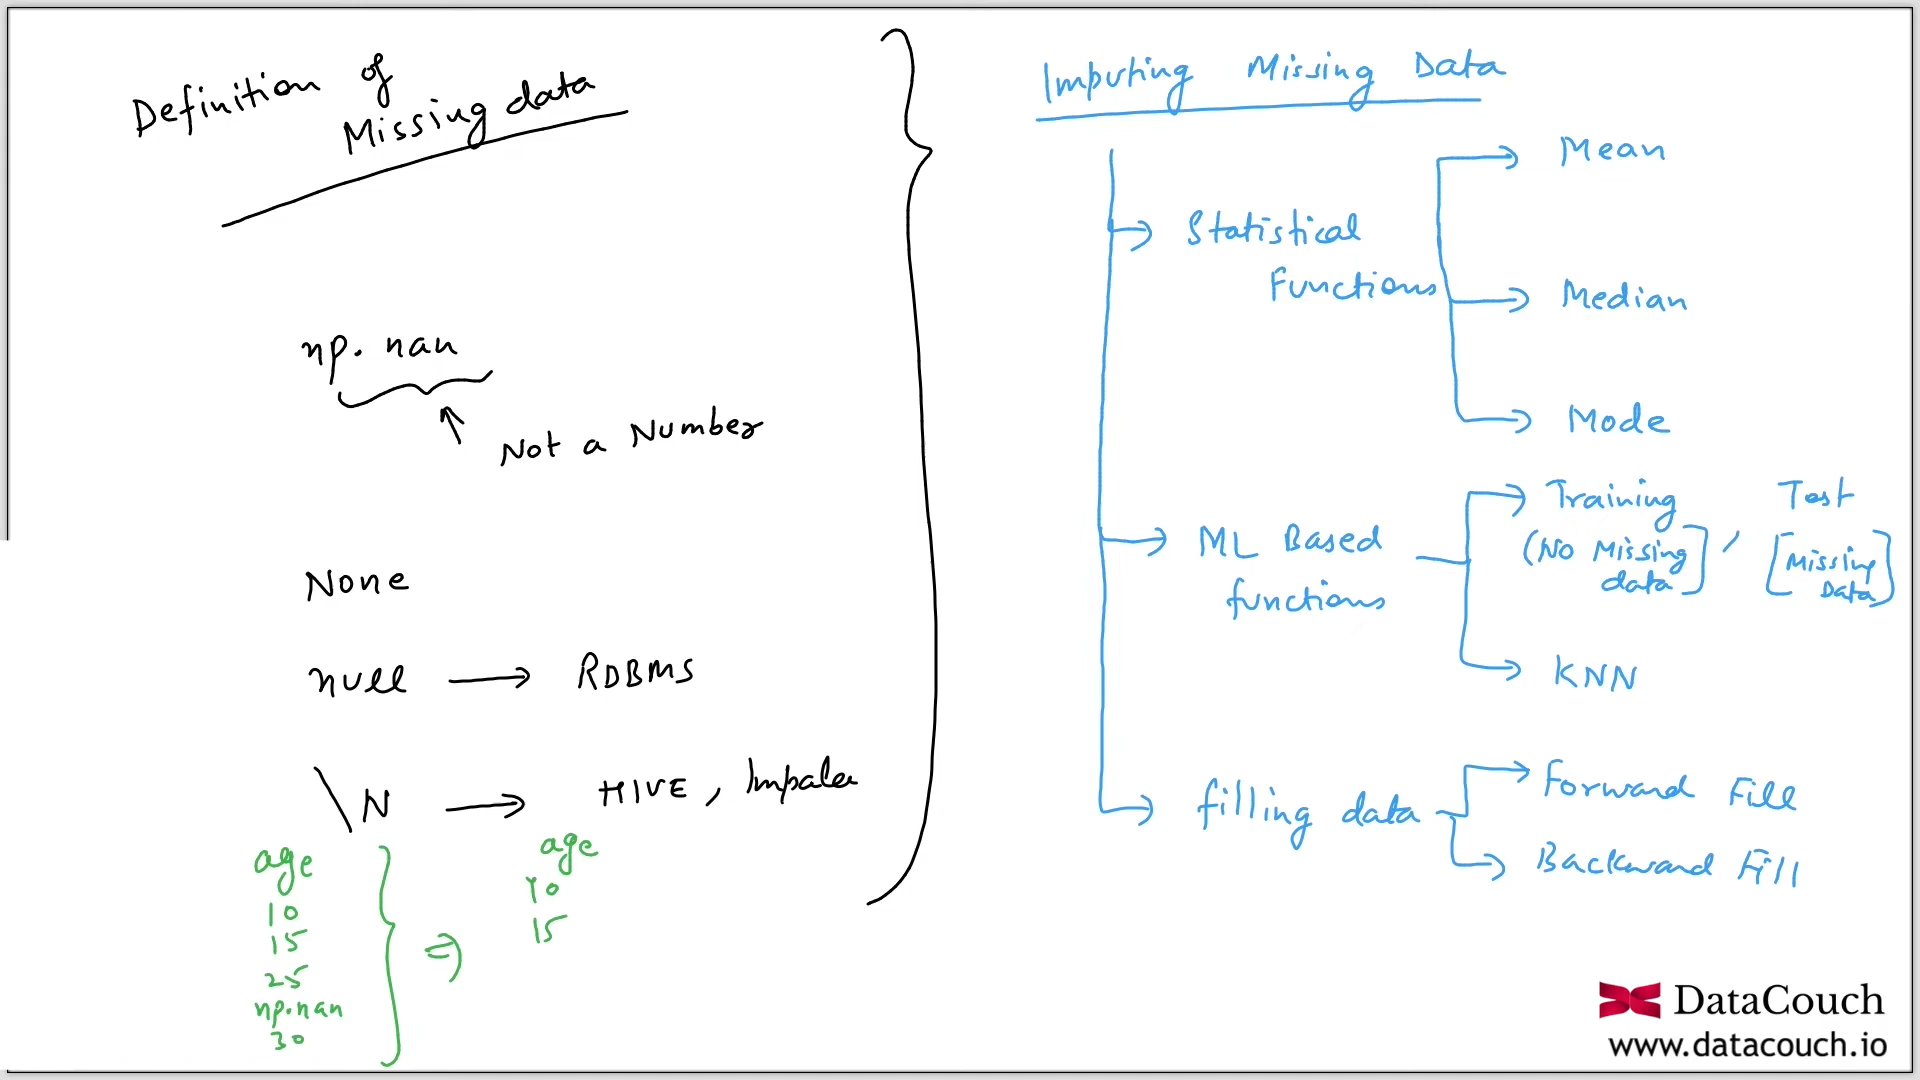 Definition of
Missing data
np.nan
Not a Number
None
null → RDBMS
\N → HIVE, Impala
age
10
15
25
np.nan
30
⇒
age
10
15
Imputing Missing Data
Statistical
Functions
Mean
Median
Mode
ML Based
functions
Training , Test
(No Missing
data]
[Missing
Data]
KNN
filling data
Forward Fill
Backward Fill
DataCouch
www.datacouch.io